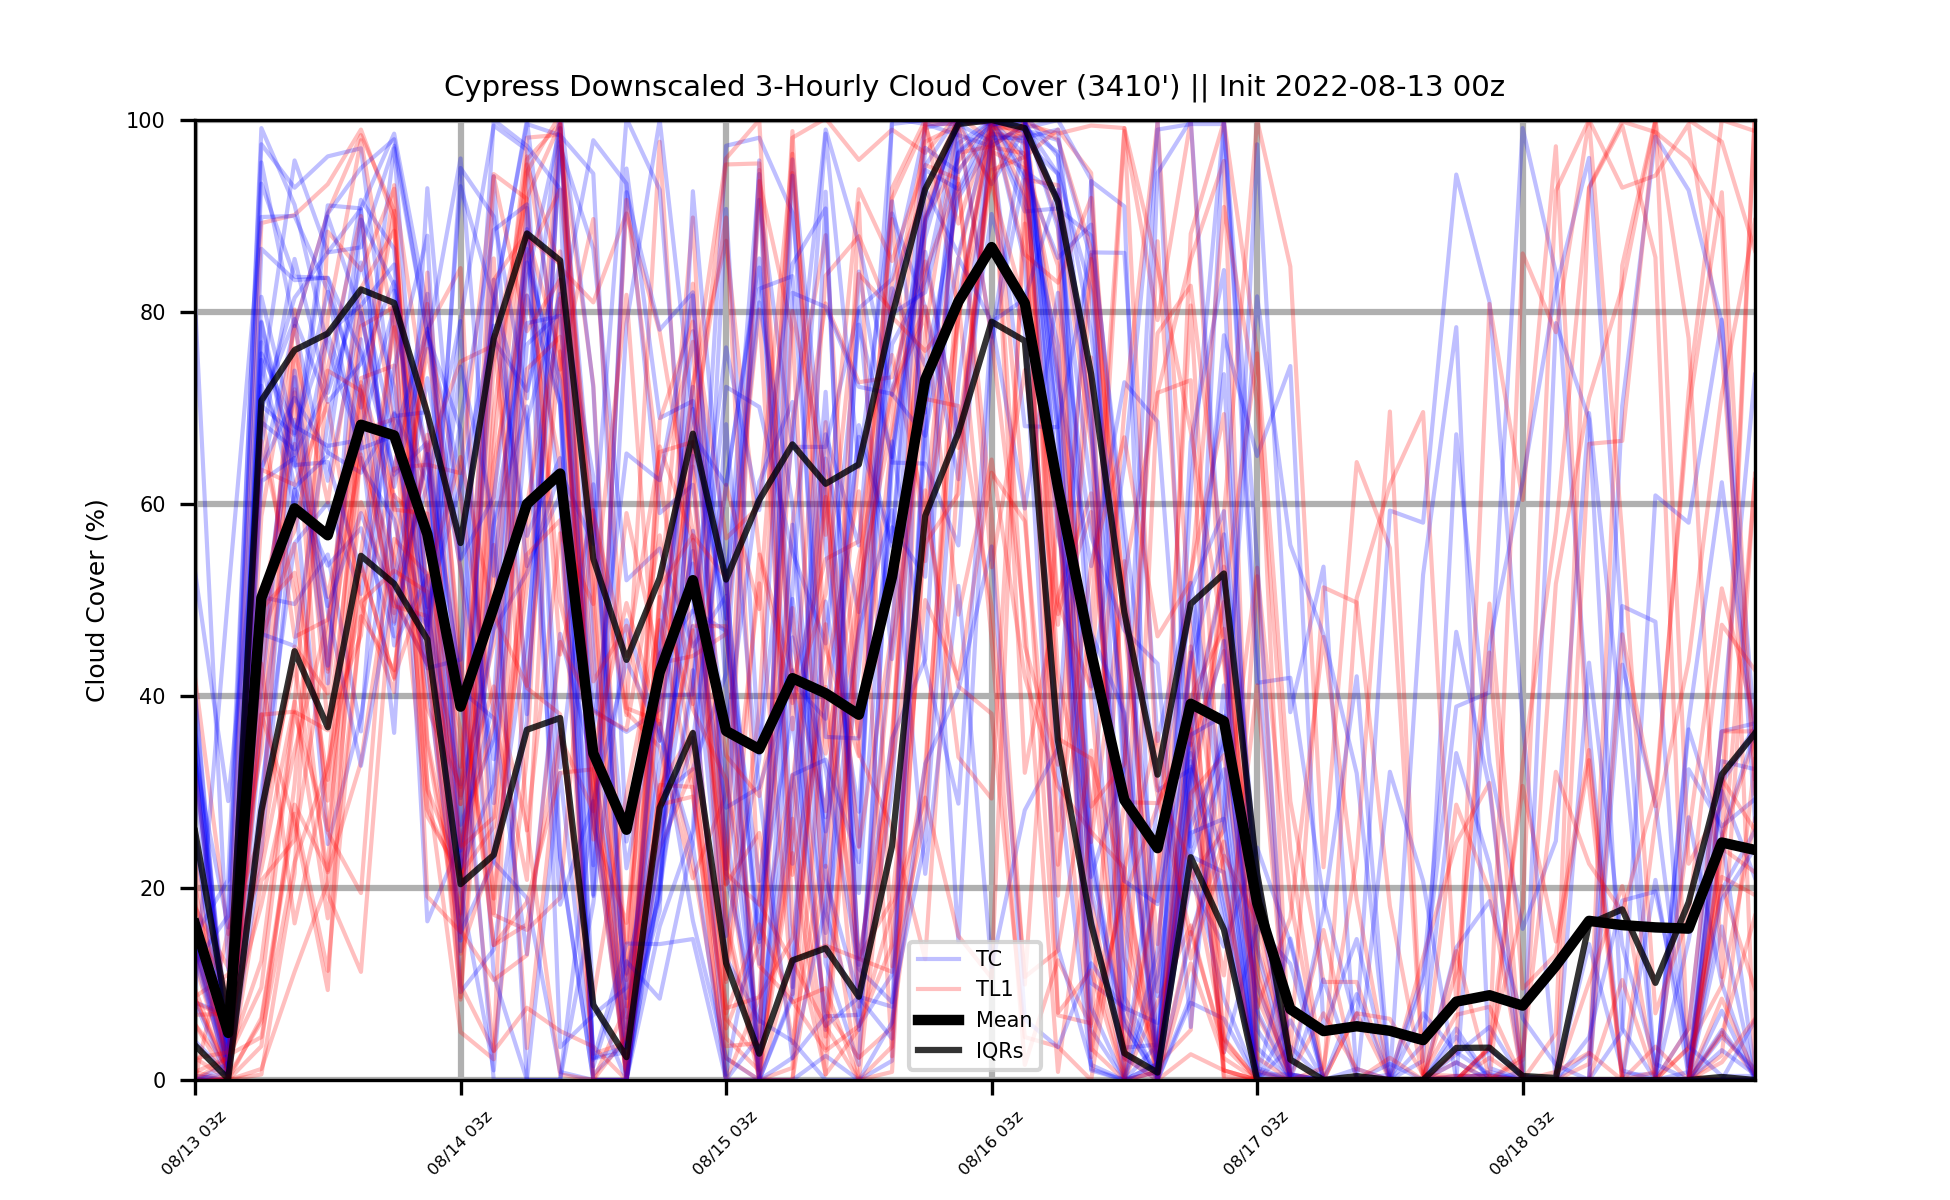 Cypress Downscaled 3-Hourly Cloud Cover (3410') || Init 2022-08-13 00z
Cloud Cover (%)
100
80
60
40
20
0
TC
TL1
Mean
IQRs
08/13 03z
08/14 03z
08/15 03z
08/16 03z
08/17 03z
08/18 03z